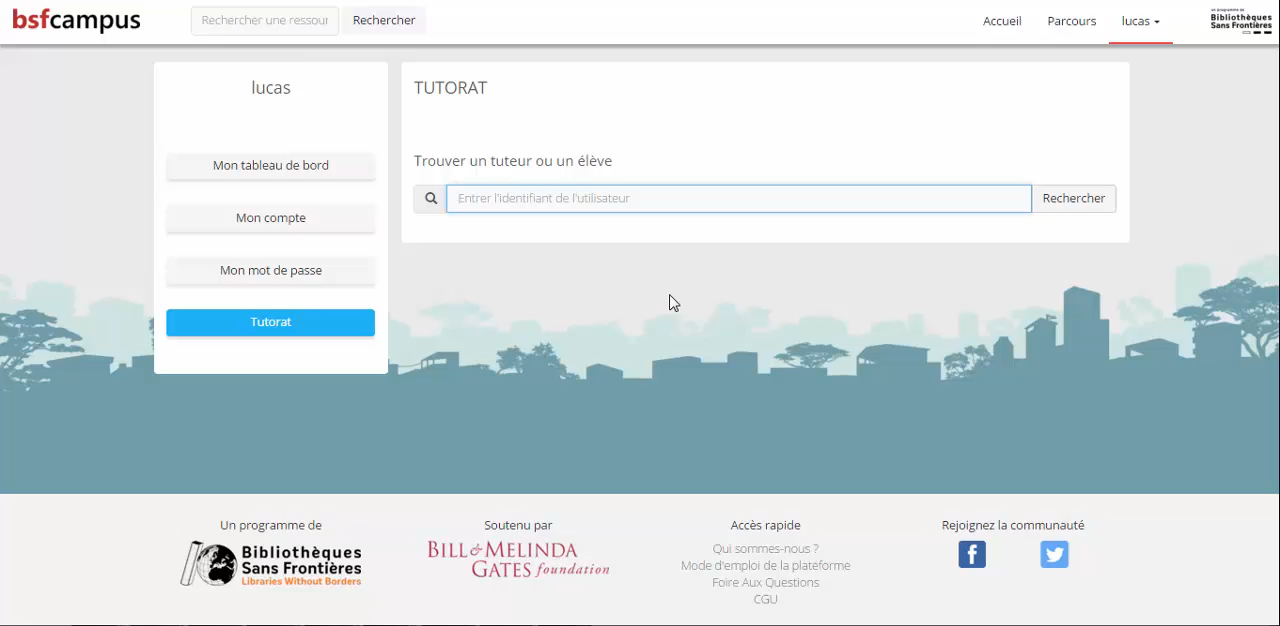 bsfcampus
Rechercher une ressour
Rechercher
Accueil
Parcours
lucas
un programme de
Bibliothèques
Sans Frontières
lucas
Mon tableau de bord
Mon compte
Mon mot de passe
Tutorat
TUTORAT
Trouver un tuteur ou un élève
Entrer l'identifiant de l'utilisateur
Rechercher
Un programme de
Bibliothèques
Sans Frontières
Libraries Without Borders
Soutenu par
BILL & MELINDA
GATES foundation
Accès rapide
Qui sommes-nous ?
Mode d'emploi de la plateforme
Foire Aux Questions
CGU
Rejoignez la communauté